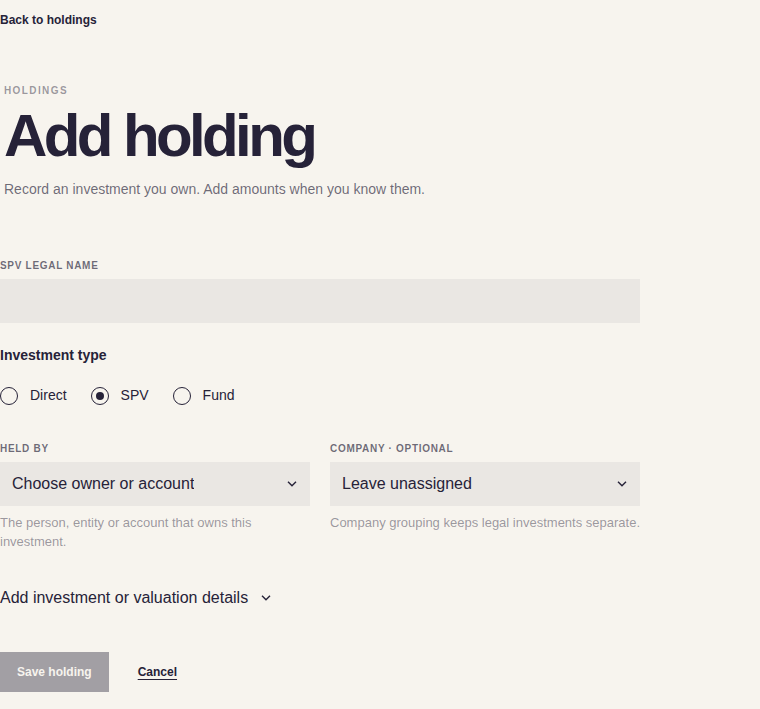 Back to holdings
HOLDINGS
Add holding
Record an investment you own. Add amounts when you know them.
SPV LEGAL NAME
Investment type
Direct SPV Fund
HELD BY COMPANY · OPTIONAL
Choose owner or account Leave unassigned
The person, entity or account that owns this investment. Company grouping keeps legal investments separate.
Add investment or valuation details
Save holding Cancel